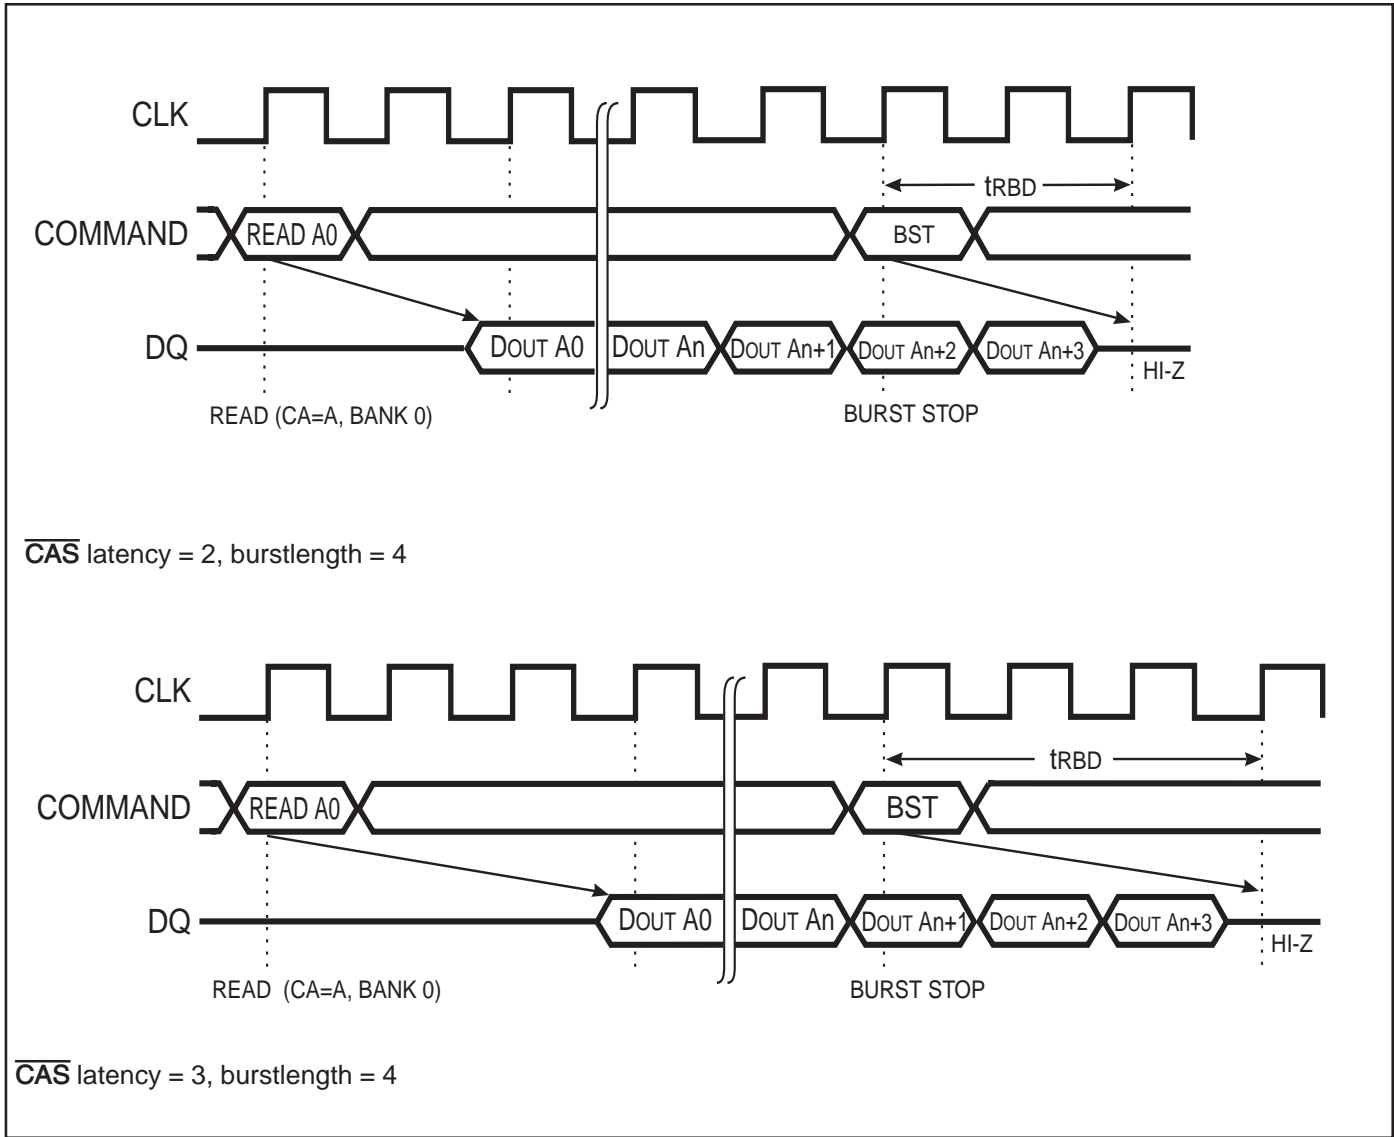 CLK
tRBD
COMMAND READ A0 BST
DQ DOUT A0 DOUT An DOUT An+1 DOUT An+2 DOUT An+3
HI-Z
READ (CA=A, BANK 0) BURST STOP
CAS latency = 2, burstlength = 4
CLK
tRBD
COMMAND READ A0 BST
DQ DOUT A0 DOUT An DOUT An+1 DOUT An+2 DOUT An+3
HI-Z
READ (CA=A, BANK 0) BURST STOP
CAS latency = 3, burstlength = 4